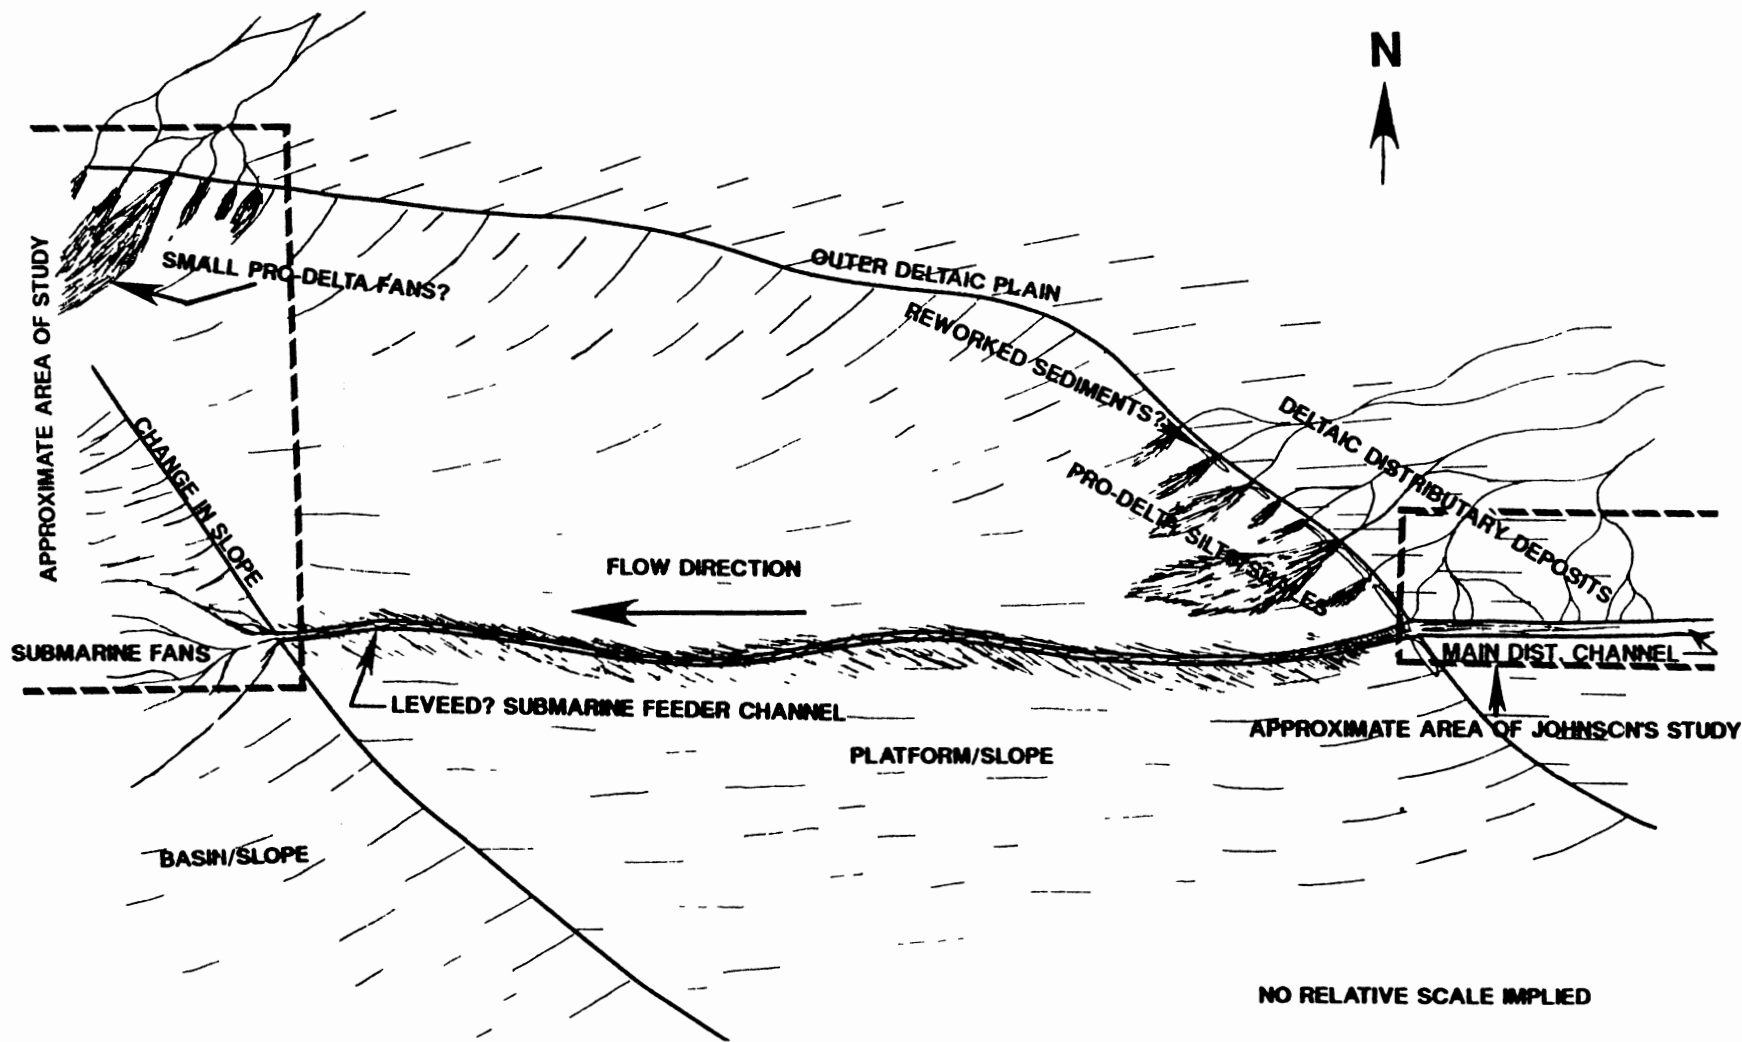 N
APPROXIMATE AREA OF STUDY
SMALL PRO-DELTA FANS?
OUTER DELTAIC PLAIN
REWORKED SEDIMENTS?
DELTAIC DISTRIBUTARY DEPOSITS
PRO-DELTA SILTS/SHALES
CHANGE IN SLOPE
FLOW DIRECTION
SUBMARINE FANS
MAIN DIST. CHANNEL
LEVEED? SUBMARINE FEEDER CHANNEL
APPROXIMATE AREA OF JOHNSON'S STUDY
PLATFORM/SLOPE
BASIN/SLOPE
NO RELATIVE SCALE IMPLIED